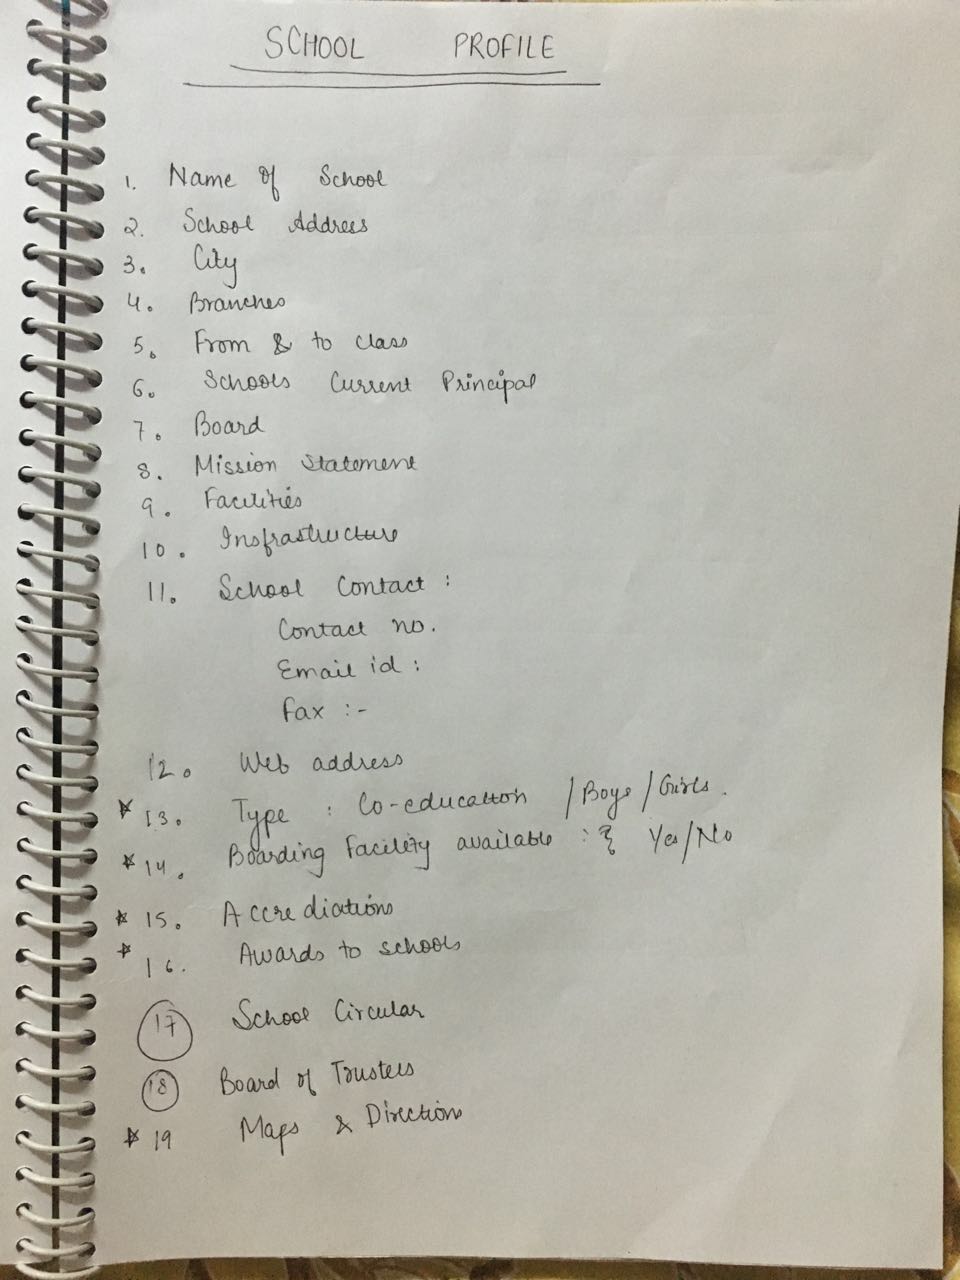 SCHOOL PROFILE
1. Name of School
2. School Address
3. City
4. Branches
5. From & to class
6. Schools Current Principal
7. Board
8. Mission Statement
9. Facilities
10. Insfrastructure
11. School Contact :
Contact no.
Email id :
Fax :-
12. Web address
☆ 13. Type : Co-education / Boys / Girls.
☆ 14. Boarding Facility available : Yes/No
☆ 15. Accrediations
☆ 16. Awards to schools
17 School Circular
18 Board of Trustees
☆ 19 Maps & Directions